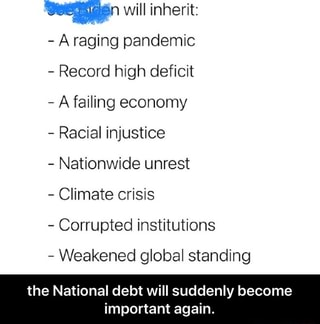 will inherit:
- A raging pandemic
- Record high deficit
- A failing economy
- Racial injustice
- Nationwide unrest
- Climate crisis
- Corrupted institutions
- Weakened global standing
the National debt will suddenly become
important again.